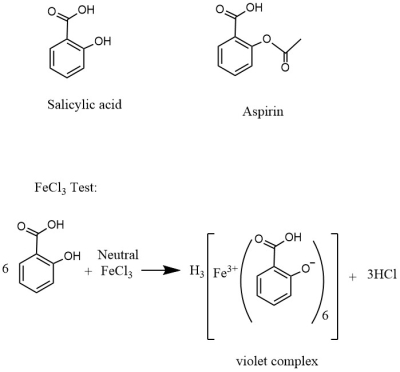 O OH
OH
Salicylic acid
O OH
O
O
Aspirin
FeCl₃ Test:
6
O OH
OH
+
Neutral
FeCl₃
H₃
Fe³⁺
O OH
O⁻
6
+ 3HCl
violet complex